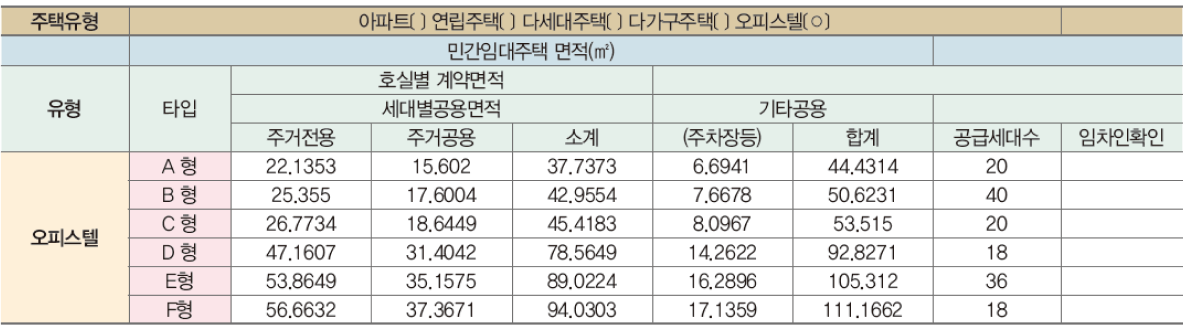 주택유형 아파트( ) 연립주택( ) 다세대주택( ) 다가구주택( ) 오피스텔(○)
민간임대주택 면적(㎡)
호실별 계약면적
유형 타입 세대별공용면적 기타공용
주거전용 주거공용 소계 (주차장등) 합계 공급세대수 임차인확인
A 형 22.1353 15.602 37.7373 6.6941 44.4314 20
B 형 25.355 17.6004 42.9554 7.6678 50.6231 40
C 형 26.7734 18.6449 45.4183 8.0967 53.515 20
오피스텔
D 형 47.1607 31.4042 78.5649 14.2622 92.8271 18
E형 53.8649 35.1575 89.0224 16.2896 105.312 36
F형 56.6632 37.3671 94.0303 17.1359 111.1662 18